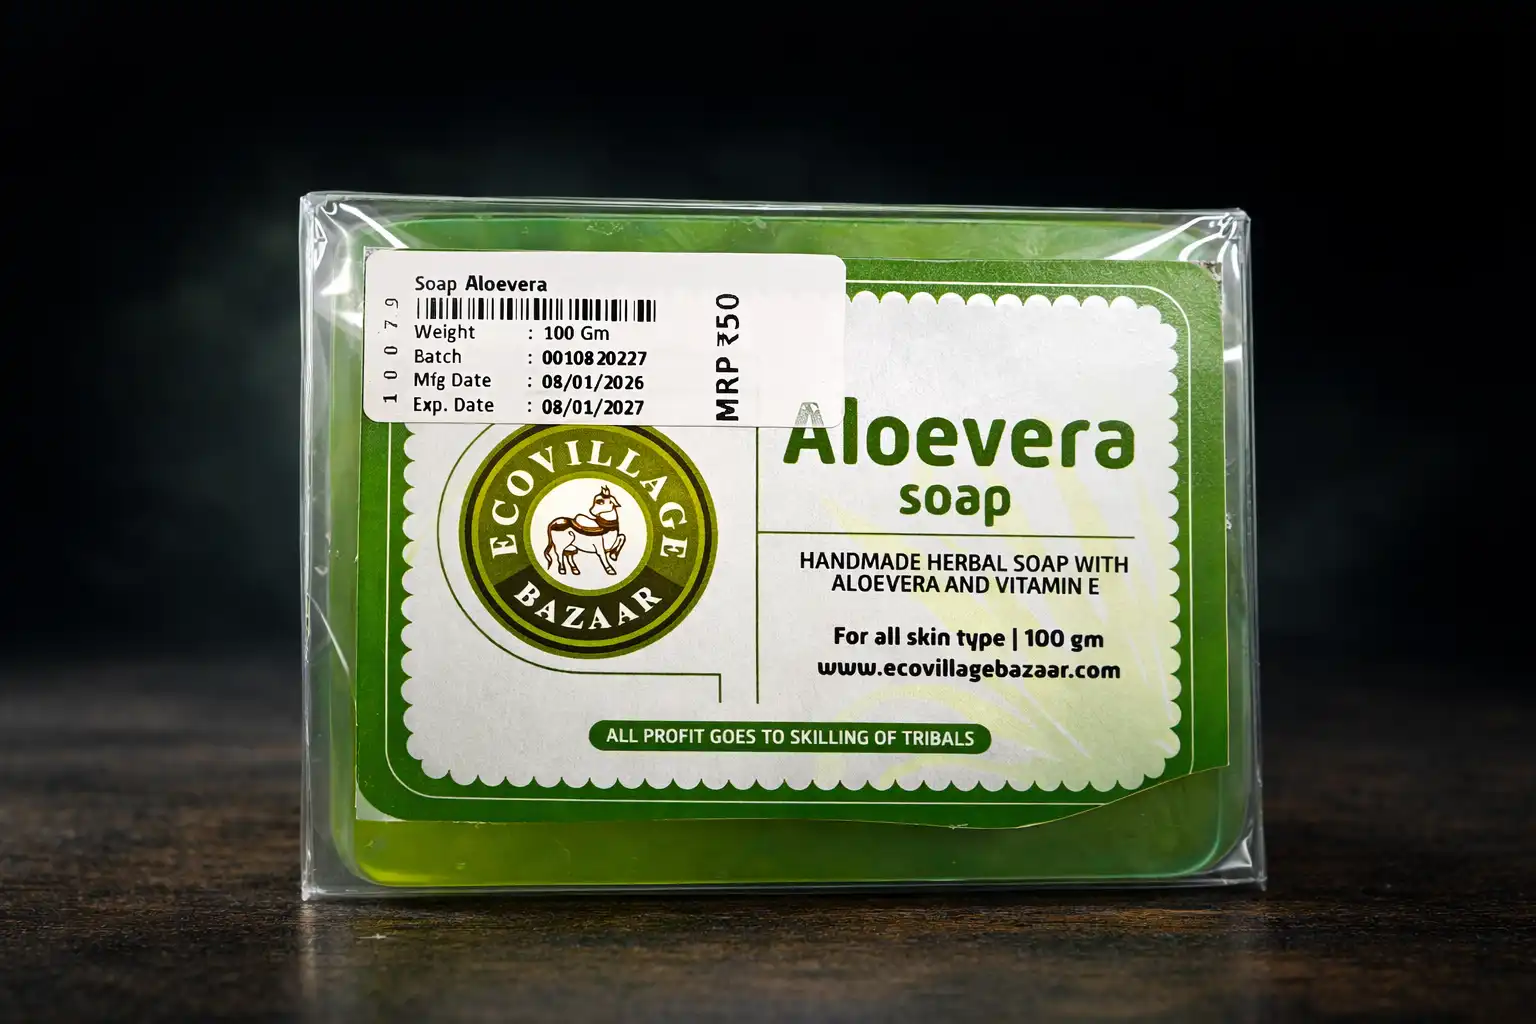 Soap Aloevera
Weight : 100 Gm
Batch : 0010820227
Mfg Date : 08/01/2026
Exp. Date : 08/01/2027
10079
MRP ₹50
ECOVILLAGE
BAZAAR
Aloevera
soap
HANDMADE HERBAL SOAP WITH
ALOEVERA AND VITAMIN E
For all skin type | 100 gm
www.ecovillagebazaar.com
ALL PROFIT GOES TO SKILLING OF TRIBALS